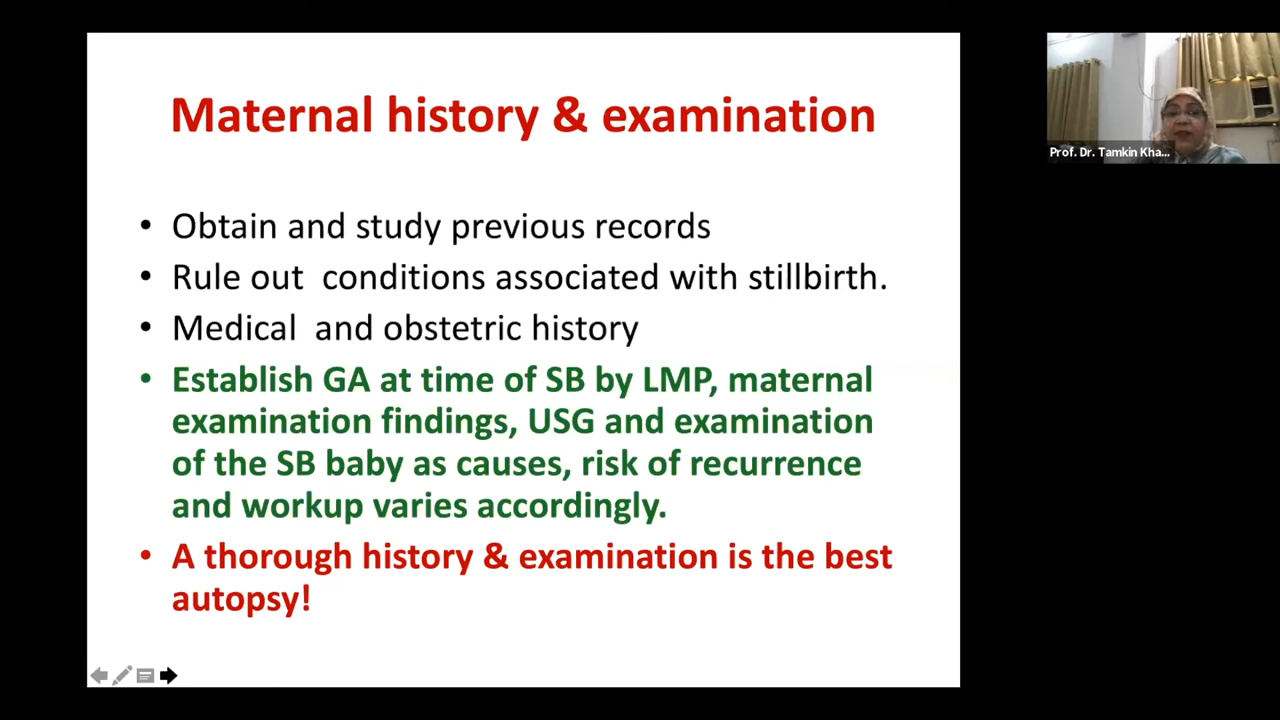 Maternal history & examination
Prof. Dr. Tamkin Kha...
• Obtain and study previous records
• Rule out  conditions associated with stillbirth.
• Medical  and obstetric history
• Establish GA at time of SB by LMP, maternal
examination findings, USG and examination
of the SB baby as causes, risk of recurrence
and workup varies accordingly.
• A thorough history & examination is the best
autopsy!